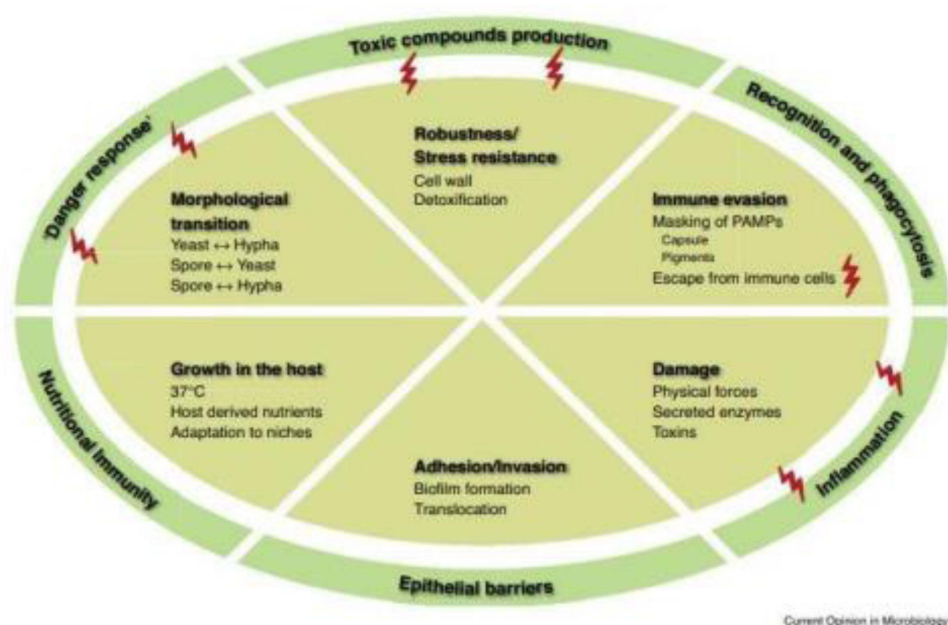 Toxic compounds production
'Danger response'
Recognition and phagocytosis
Robustness/
Stress resistance
Cell wall
Detoxification
Morphological
transition
Yeast ↔ Hypha
Spore ↔ Yeast
Spore ↔ Hypha
Immune evasion
Masking of PAMPs
Capsule
Pigments
Escape from immune cells
Growth in the host
37°C
Host derived nutrients
Adaptation to niches
Damage
Physical forces
Secreted enzymes
Toxins
Adhesion/Invasion
Biofilm formation
Translocation
Nutritional Immunity
Inflammation
Epithelial barriers
Current Opinion in Microbiology